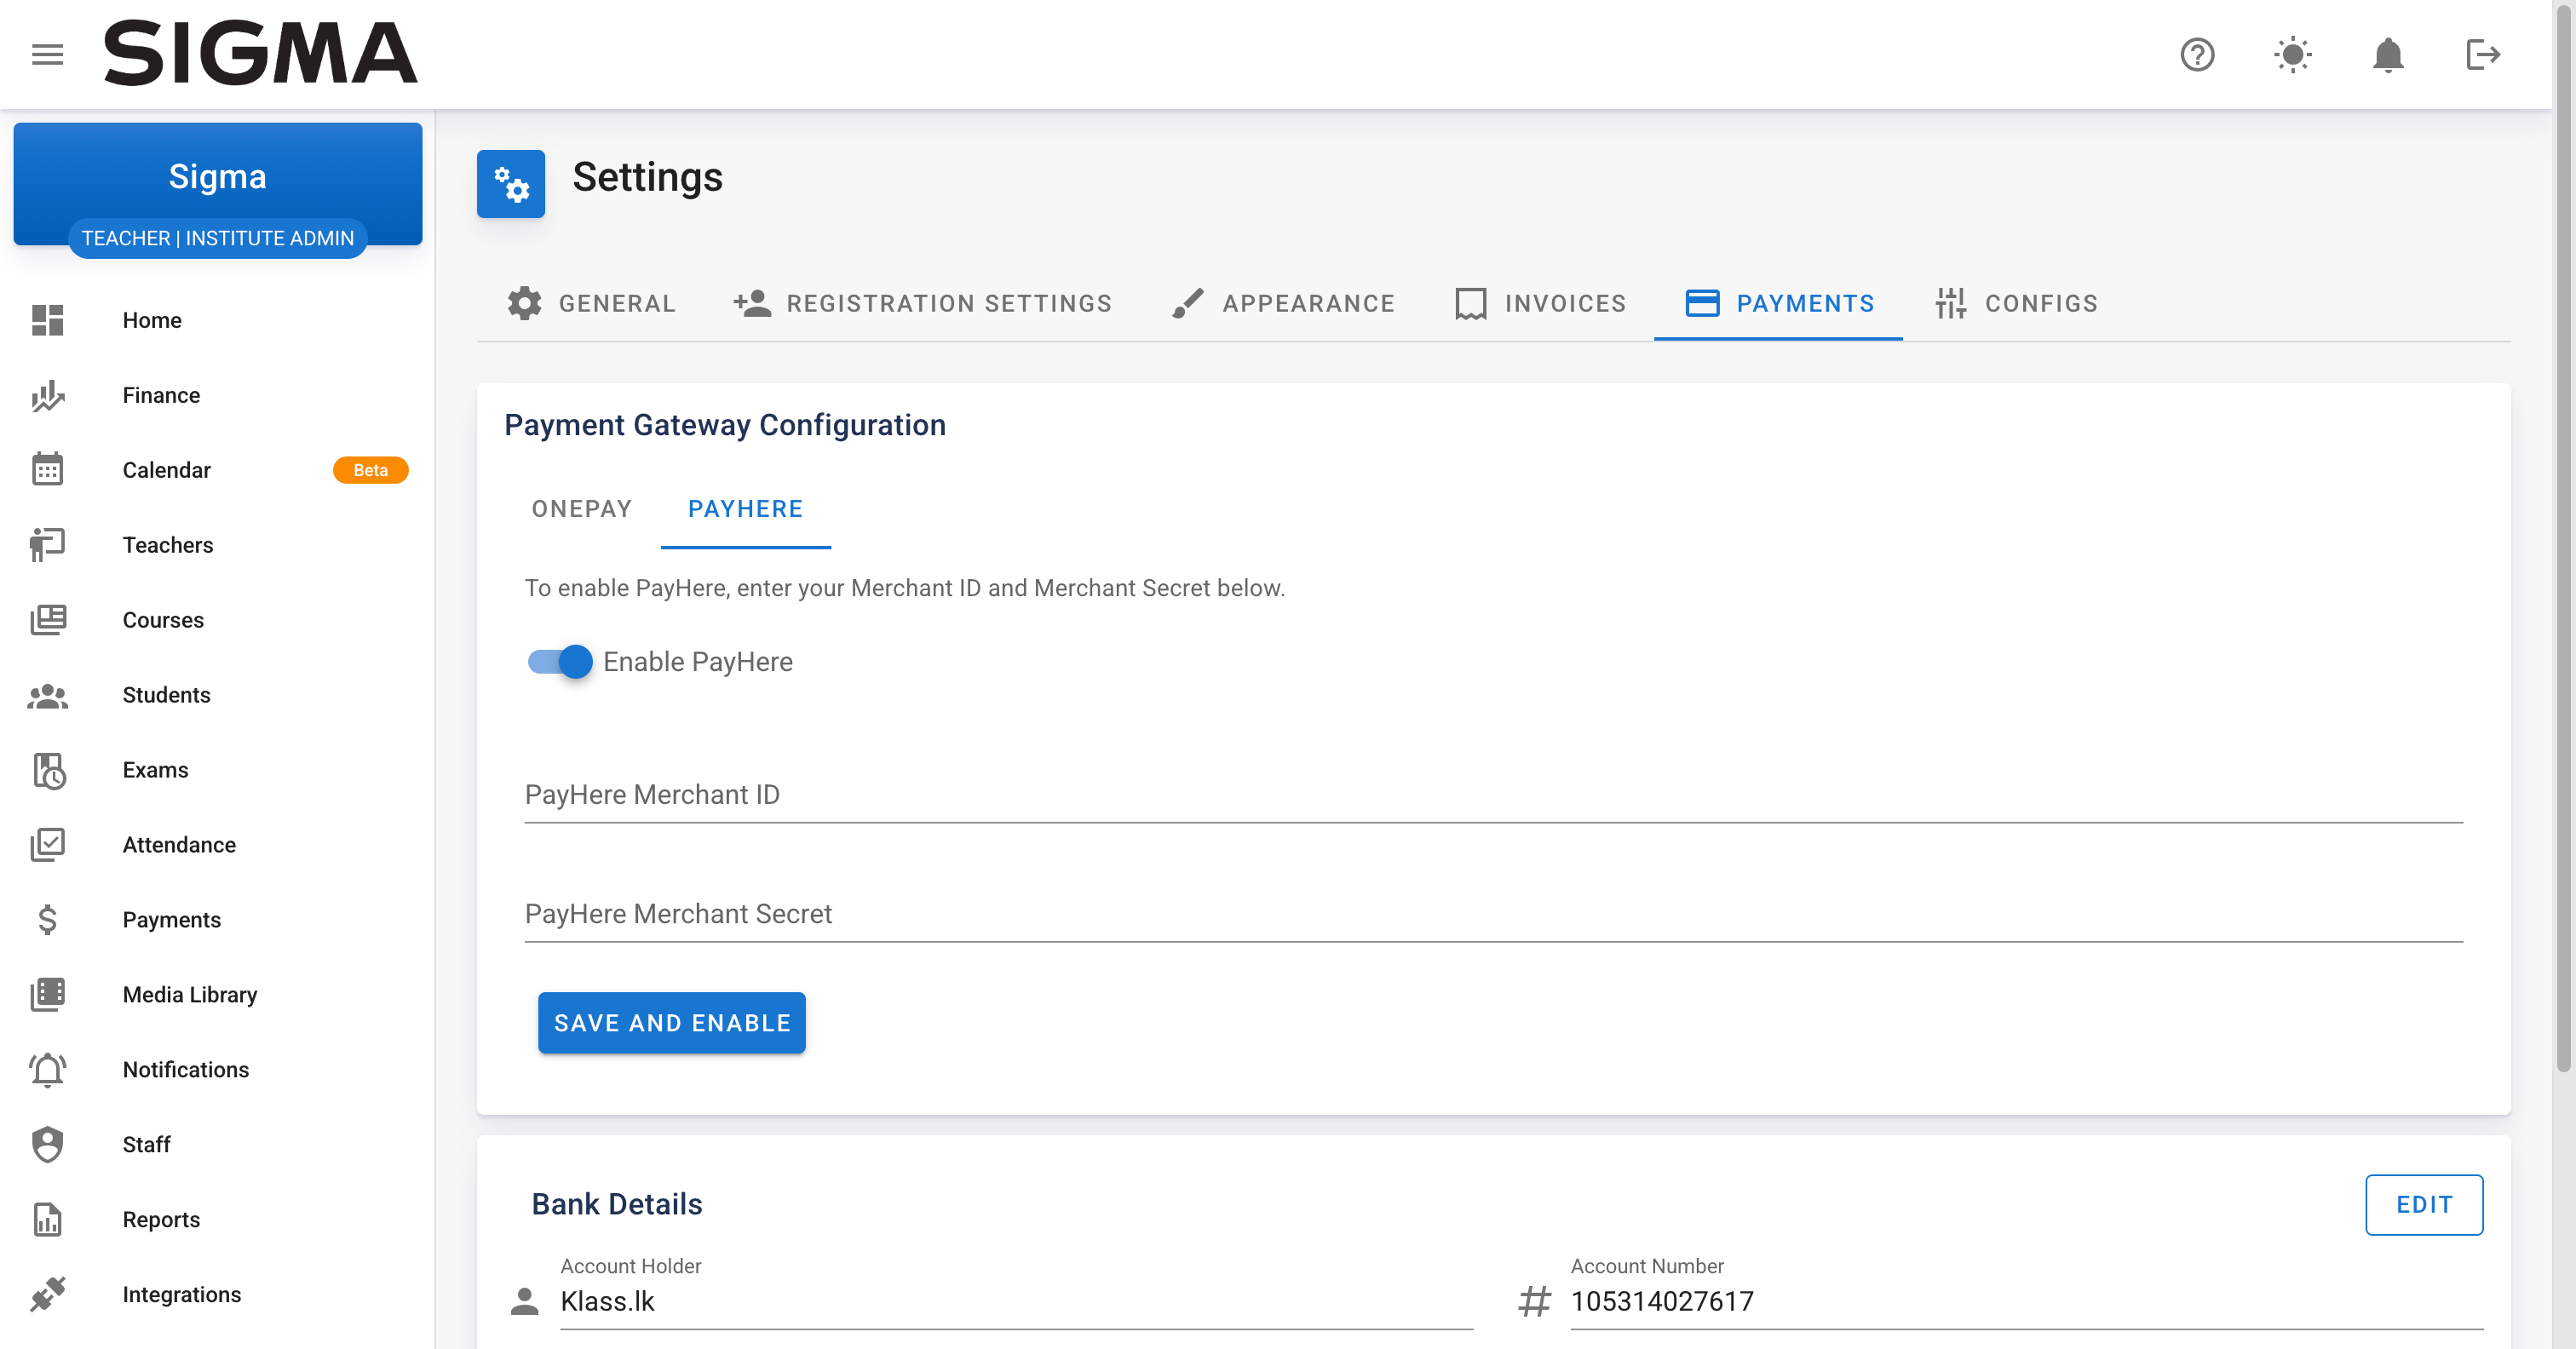 SIGMA
Sigma
TEACHER | INSTITUTE ADMIN
Home
Finance
Calendar
Beta
Teachers
Courses
Students
Exams
Attendance
Payments
Media Library
Notifications
Staff
Reports
Integrations
Settings
GENERAL
REGISTRATION SETTINGS
APPEARANCE
INVOICES
PAYMENTS
CONFIGS
Payment Gateway Configuration
ONEPAY
PAYHERE
To enable PayHere, enter your Merchant ID and Merchant Secret below.
Enable PayHere
PayHere Merchant ID
PayHere Merchant Secret
SAVE AND ENABLE
Bank Details
EDIT
Account Holder
Klass.lk
Account Number
105314027617